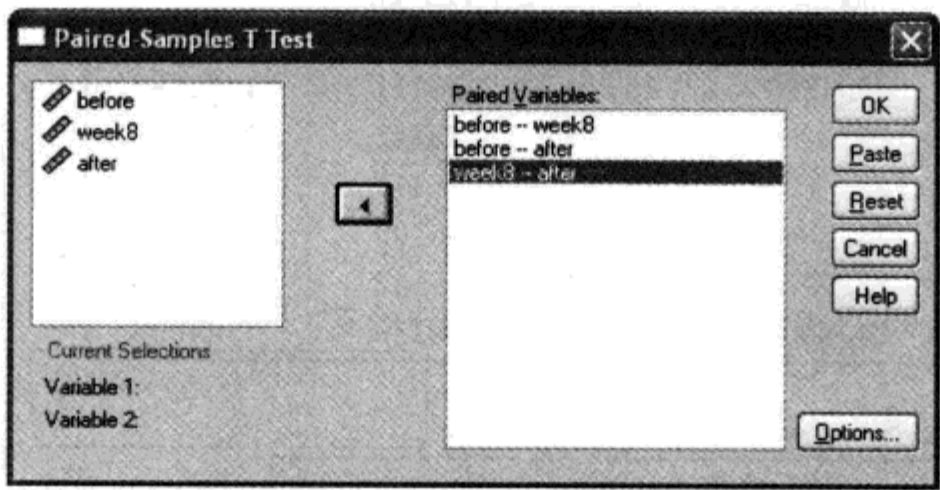 Paired-Samples T Test
before
week8
after
Paired Variables:
before -- week8
before -- after
week8 -- after
OK
Paste
Reset
Cancel
Help
Current Selections
Variable 1:
Variable 2:
Options...